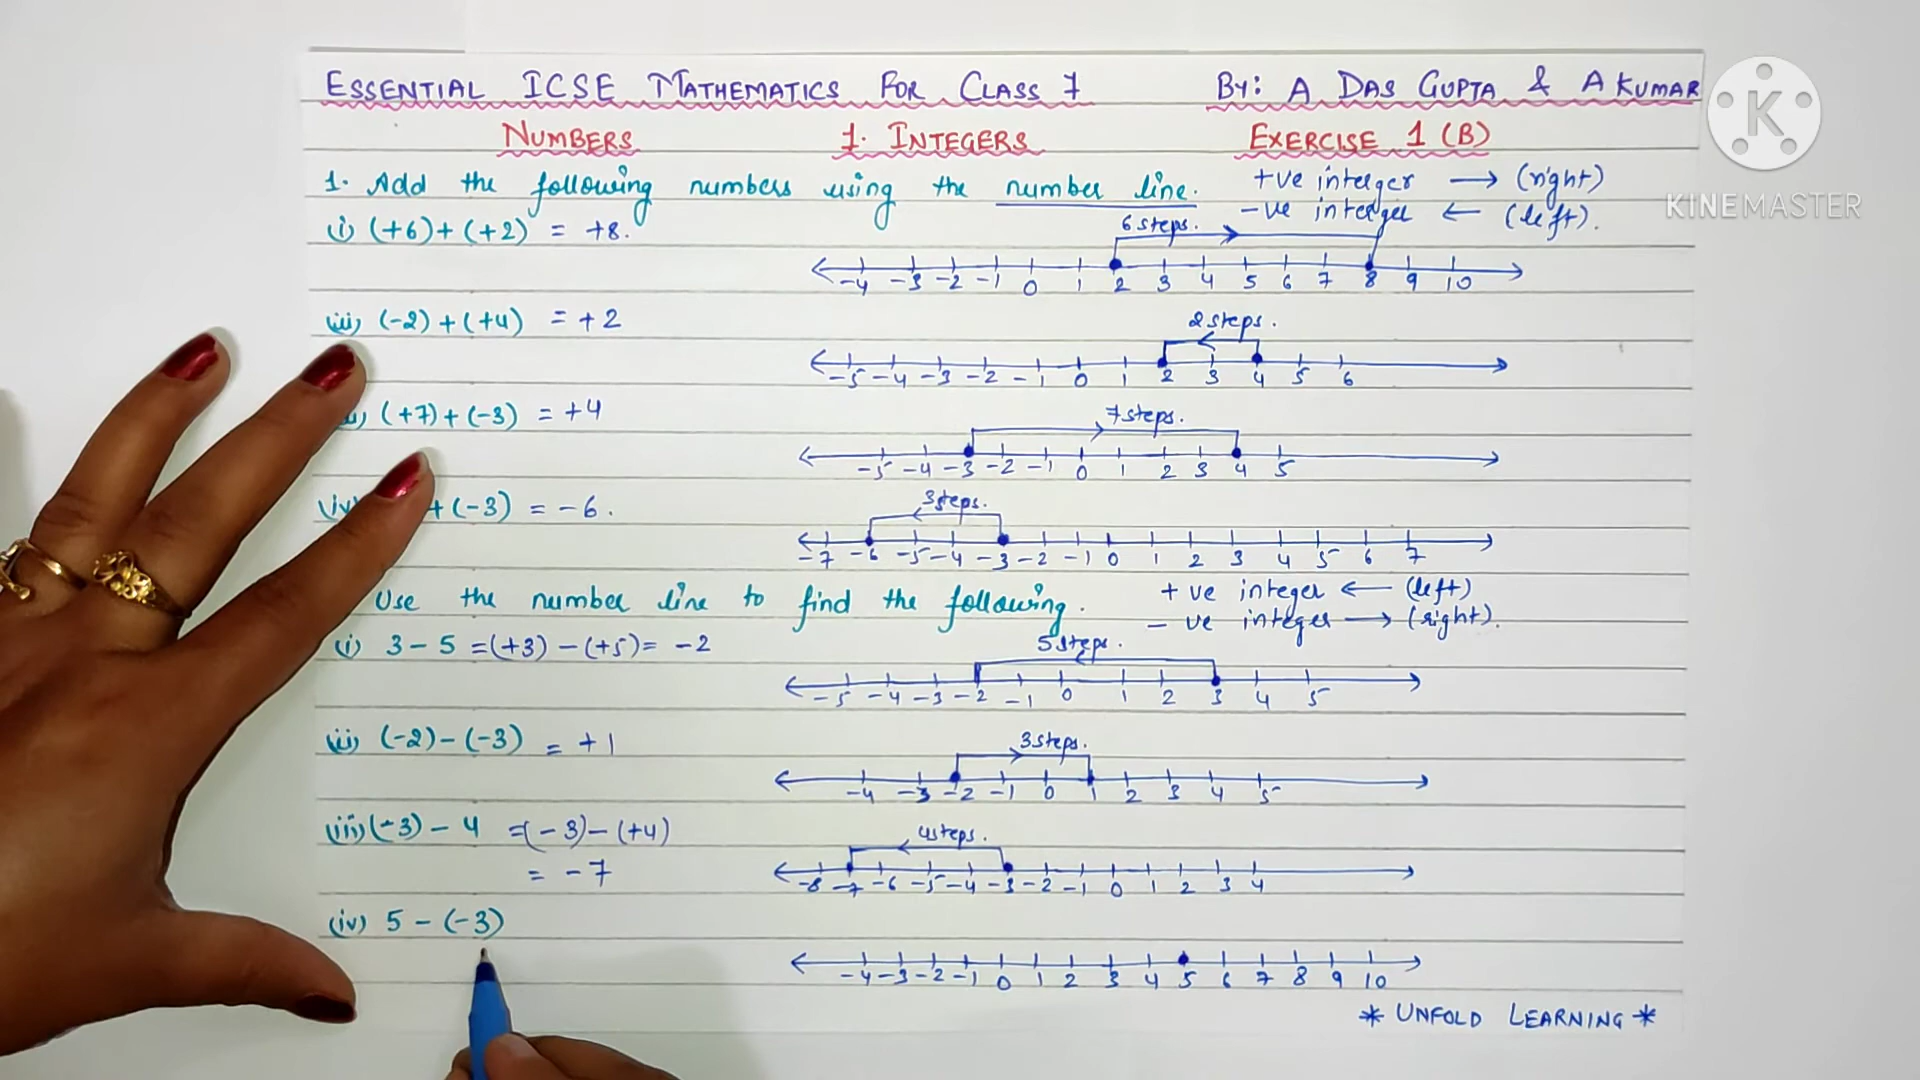 ESSENTIAL ICSE MATHEMATICS FOR CLASS 7 BY: A DAS GUPTA & A KUMAR
NUMBERS 1. INTEGERS EXERCISE 1 (B)
1. Add the following numbers using the number line. +ve interger → (right)
-ve interger ← (left).
(i) (+6)+(+2) = +8.
6 steps.
-4 -3 -2 -1 0 1 2 3 4 5 6 7 8 9 10
(ii) (-2)+(+4) = +2
2 steps.
-5 -4 -3 -2 -1 0 1 2 3 4 5 6
(+7)+(-3) = +4
7 steps.
-5 -4 -3 -2 -1 0 1 2 3 4 5
(iv) +(-3) = -6.
3 steps.
-7 -6 -5 -4 -3 -2 -1 0 1 2 3 4 5 6 7
Use the number line to find the following. +ve integer ← (left)
-ve integer → (right).
(i) 3-5 =(+3)-(+5)= -2
5 steps.
-5 -4 -3 -2 -1 0 1 2 3 4 5
(ii) (-2)-(-3) = +1
3 steps.
-4 -3 -2 -1 0 1 2 3 4 5
(iii) (-3)-4 =(-3)-(+4)
= -7
4 steps.
-8 -7 -6 -5 -4 -3 -2 -1 0 1 2 3 4
(iv) 5-(-3)
-4 -3 -2 -1 0 1 2 3 4 5 6 7 8 9 10
* UNFOLD LEARNING *
K
KINEMASTER